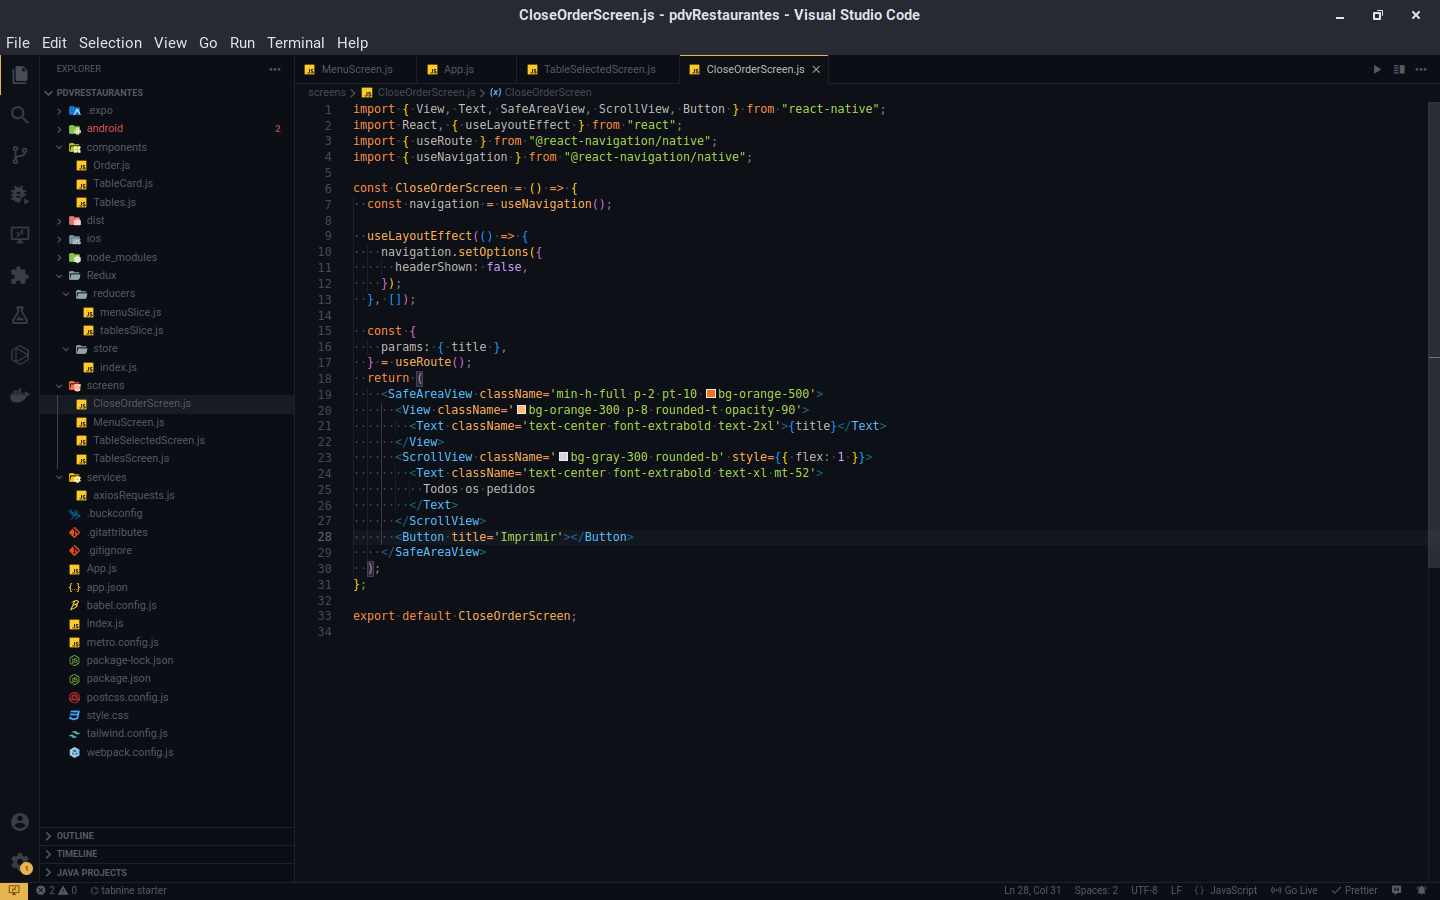 CloseOrderScreen.js - pdvRestaurantes - Visual Studio Code
File Edit Selection View Go Run Terminal Help
EXPLORER
PDVRESTAURANTES
.expo
android 2
components
Order.js
TableCard.js
Tables.js
dist
ios
node_modules
Redux
reducers
menuSlice.js
tablesSlice.js
store
index.js
screens
CloseOrderScreen.js
MenuScreen.js
TableSelectedScreen.js
TablesScreen.js
services
axiosRequests.js
.buckconfig
.gitattributes
.gitignore
App.js
app.json
babel.config.js
index.js
metro.config.js
package-lock.json
package.json
postcss.config.js
style.css
tailwind.config.js
webpack.config.js
OUTLINE
TIMELINE
JAVA PROJECTS
MenuScreen.js App.js TableSelectedScreen.js CloseOrderScreen.js
screens > CloseOrderScreen.js > CloseOrderScreen
1 import { View, Text, SafeAreaView, ScrollView, Button } from "react-native";
2 import React, { useLayoutEffect } from "react";
3 import { useRoute } from "@react-navigation/native";
4 import { useNavigation } from "@react-navigation/native";
5
6 const CloseOrderScreen = () => {
7 const navigation = useNavigation();
8
9 useLayoutEffect(() => {
10 navigation.setOptions({
11 headerShown: false,
12 });
13 }, []);
14
15 const {
16 params: { title },
17 } = useRoute();
18 return (
19 <SafeAreaView className='min-h-full p-2 pt-10 bg-orange-500'>
20 <View className='bg-orange-300 p-8 rounded-t opacity-90'>
21 <Text className='text-center font-extrabold text-2xl'>{title}</Text>
22 </View>
23 <ScrollView className='bg-gray-300 rounded-b' style={{ flex: 1 }}>
24 <Text className='text-center font-extrabold text-xl mt-52'>
25 Todos os pedidos
26 </Text>
27 </ScrollView>
28 <Button title='Imprimir'></Button>
29 </SafeAreaView>
30 );
31 };
32
33 export default CloseOrderScreen;
34
1
2 0 tabnine starter Ln 28, Col 31 Spaces: 2 UTF-8 LF { } JavaScript Go Live Prettier